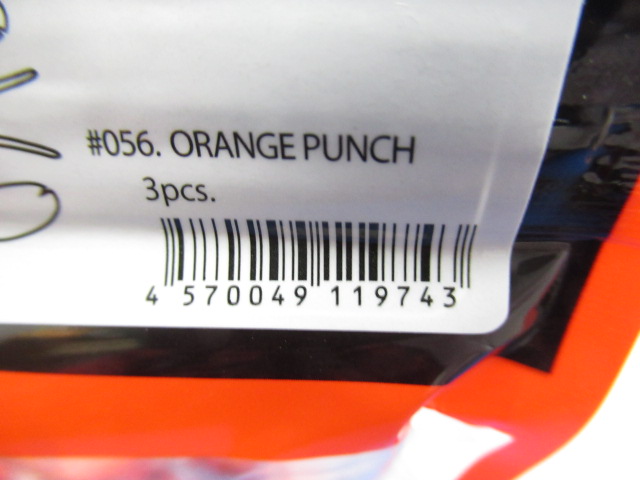 #056. ORANGE PUNCH
3pcs.
4 570049 119743